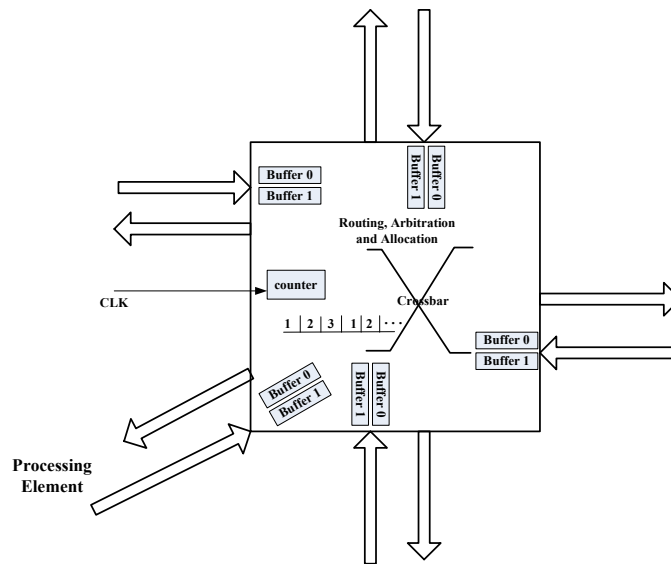 Buffer 0
Buffer 1
Buffer 1
Buffer 0
Routing, Arbitration
and Allocation
counter
CLK
Crossbar
1 2 3 1 2 ···
Buffer 0
Buffer 1
Buffer 0
Buffer 1
Buffer 1
Buffer 0
Processing
Element